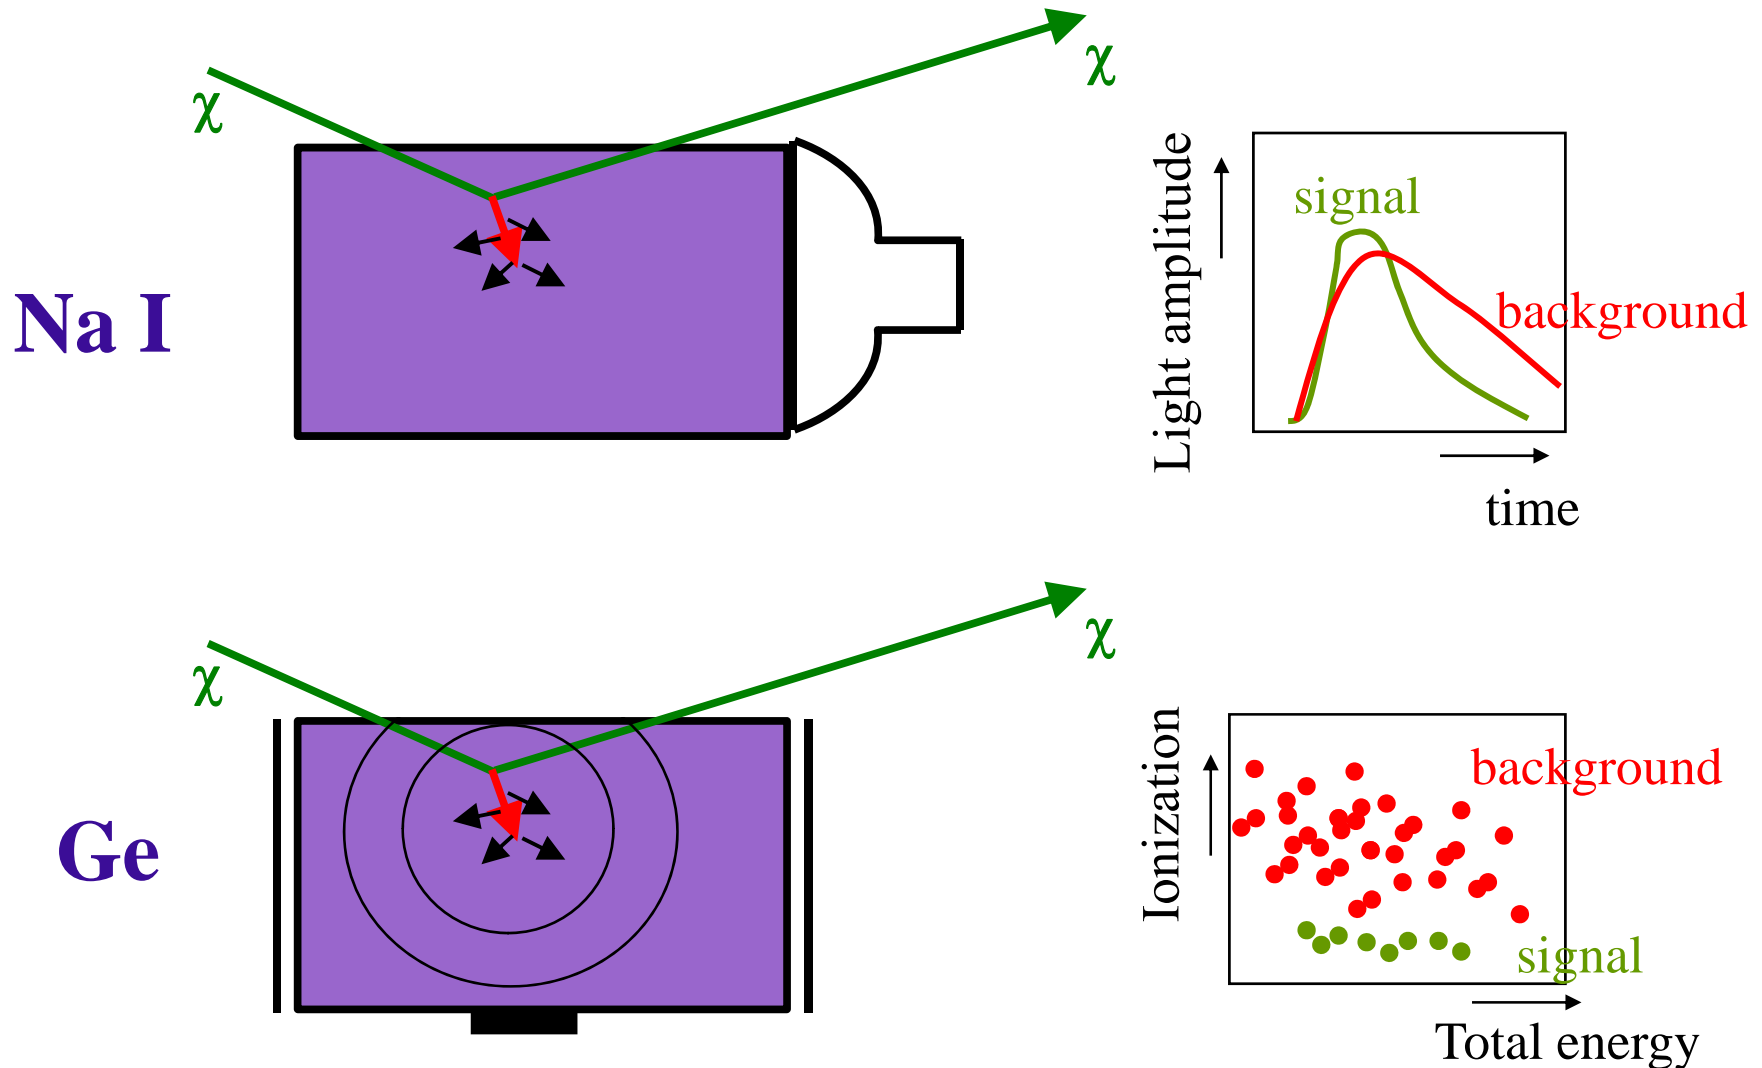 χ
χ
Na I
Light amplitude
signal
background
time
χ
χ
Ge
Ionization
background
signal
Total energy